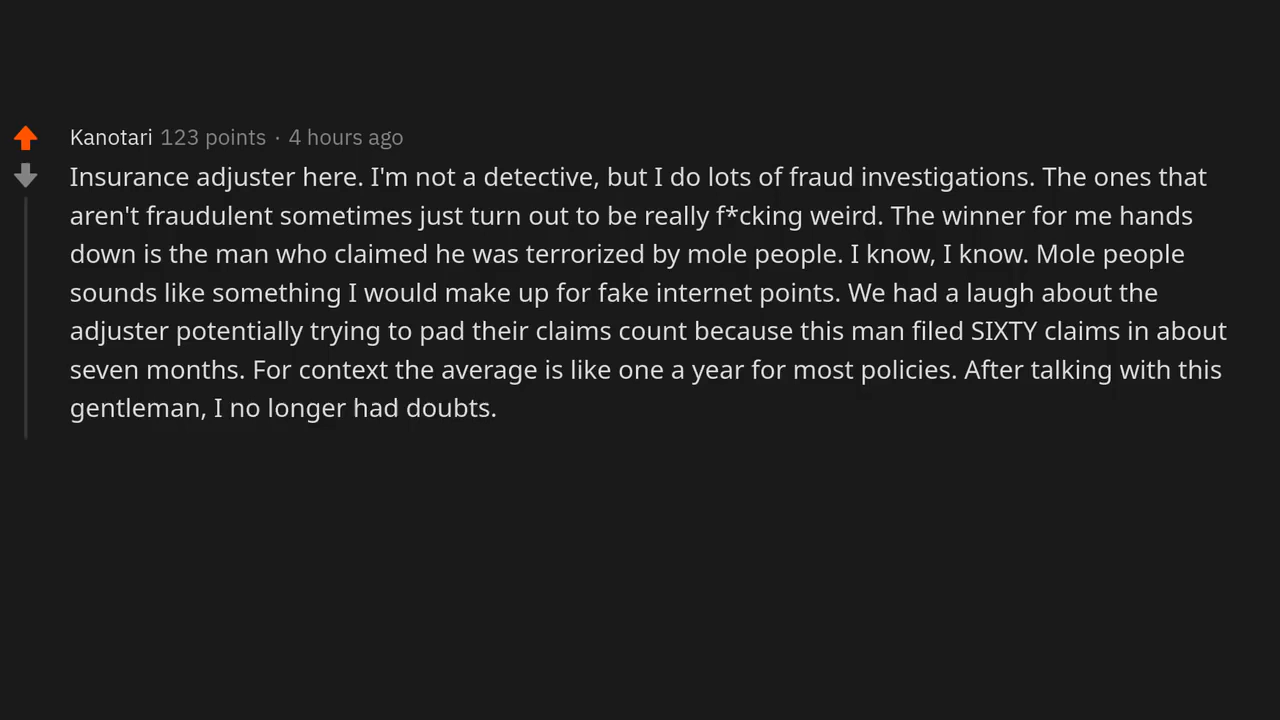 Kanotari 123 points · 4 hours ago
Insurance adjuster here. I'm not a detective, but I do lots of fraud investigations. The ones that
aren't fraudulent sometimes just turn out to be really f*cking weird. The winner for me hands
down is the man who claimed he was terrorized by mole people. I know, I know. Mole people
sounds like something I would make up for fake internet points. We had a laugh about the
adjuster potentially trying to pad their claims count because this man filed SIXTY claims in about
seven months. For context the average is like one a year for most policies. After talking with this
gentleman, I no longer had doubts.